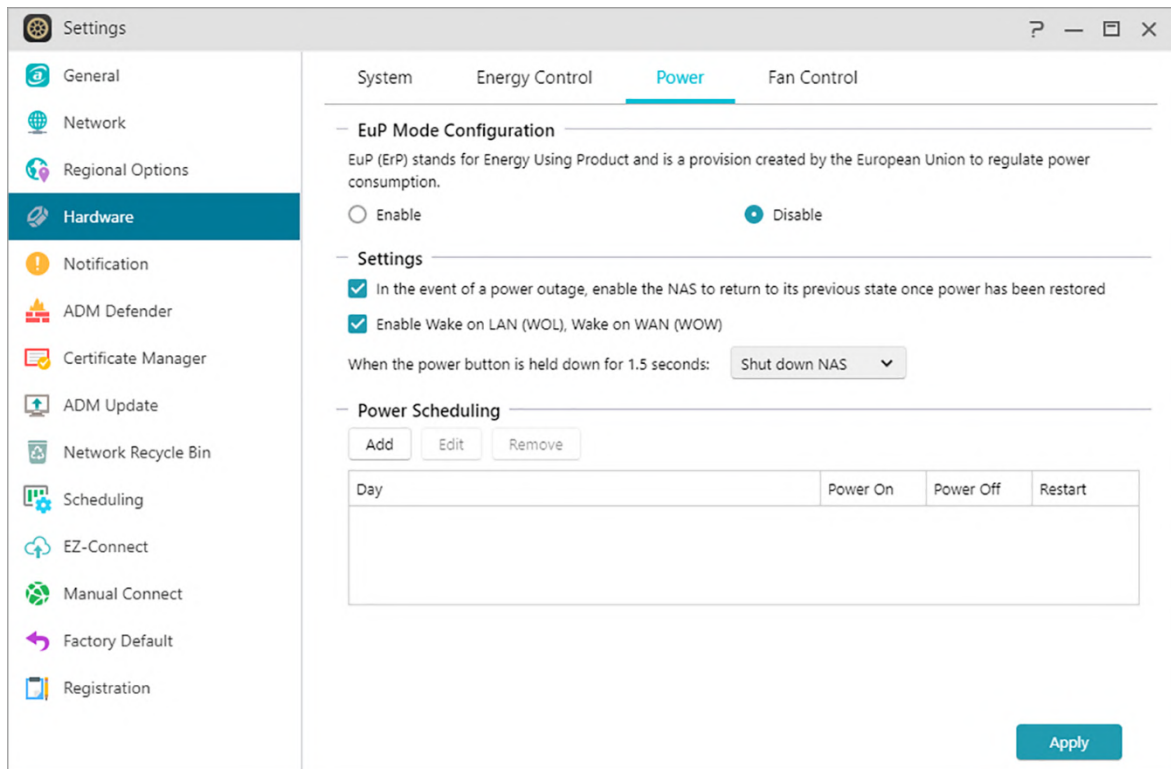 Settings
General
Network
Regional Options
Hardware
Notification
ADM Defender
Certificate Manager
ADM Update
Network Recycle Bin
Scheduling
EZ-Connect
Manual Connect
Factory Default
Registration
System Energy Control Power Fan Control
EuP Mode Configuration
EuP (ErP) stands for Energy Using Product and is a provision created by the European Union to regulate power
consumption.
Enable Disable
Settings
In the event of a power outage, enable the NAS to return to its previous state once power has been restored
Enable Wake on LAN (WOL), Wake on WAN (WOW)
When the power button is held down for 1.5 seconds: Shut down NAS
Power Scheduling
Add Edit Remove
Day Power On Power Off Restart
Apply